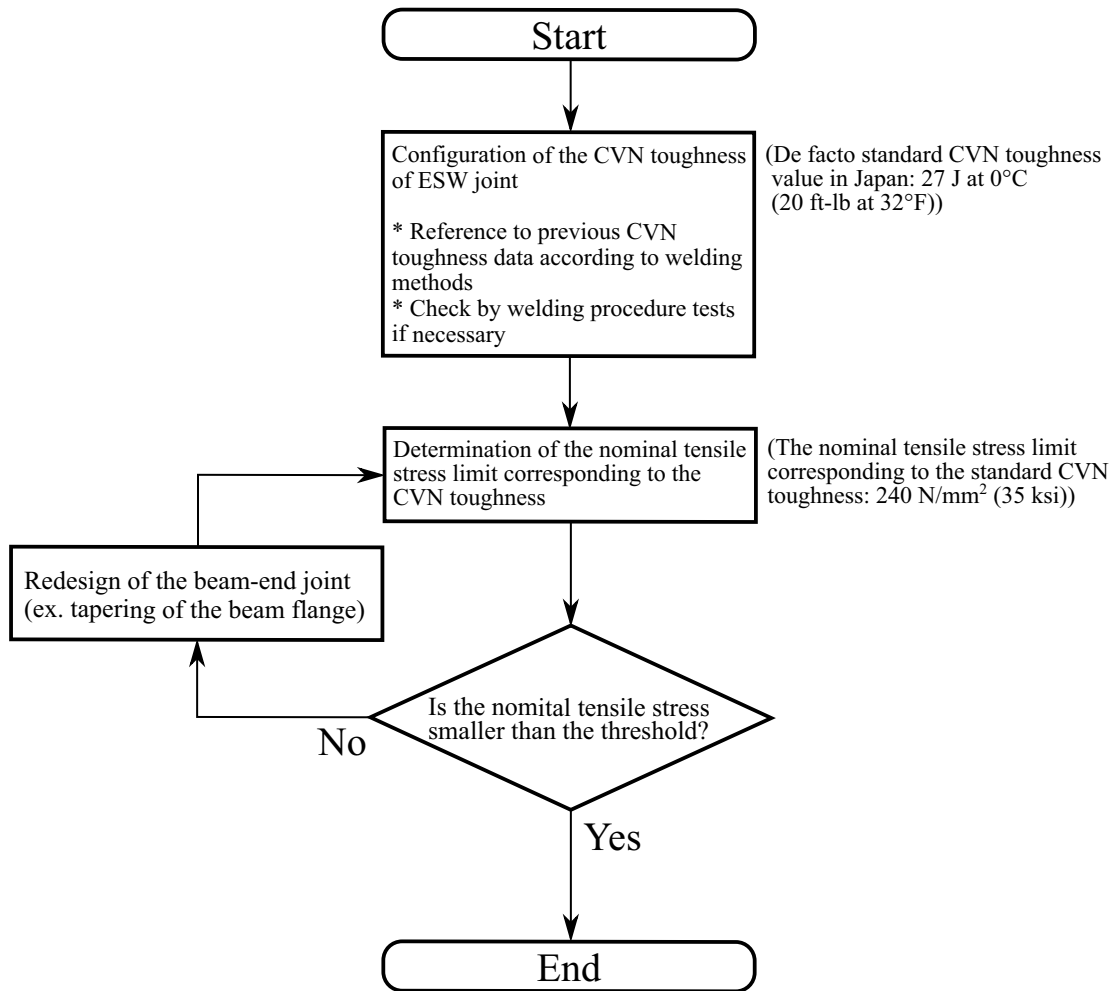 Start
Configuration of the CVN toughness
of ESW joint
* Reference to previous CVN
toughness data according to welding
methods
* Check by welding procedure tests
if necessary
(De facto standard CVN toughness
value in Japan: 27 J at 0°C
(20 ft-lb at 32°F))
Determination of the nominal tensile
stress limit corresponding to the
CVN toughness
(The nominal tensile stress limit
corresponding to the standard CVN
toughness: 240 N/mm² (35 ksi))
Redesign of the beam-end joint
(ex. tapering of the beam flange)
Is the nomital tensile stress
smaller than the threshold?
No
Yes
End